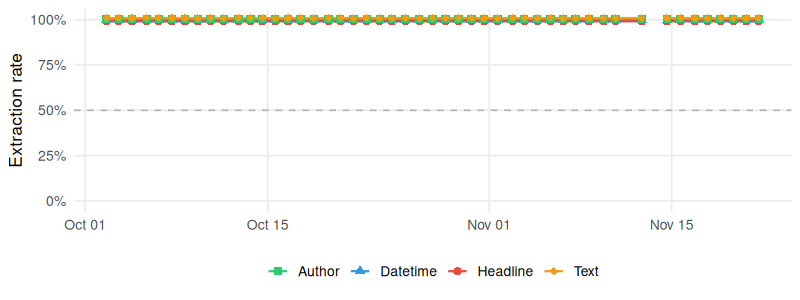 Extraction rate
100%
75%
50%
25%
0%
Oct 01 Oct 15 Nov 01 Nov 15
Author Datetime Headline Text